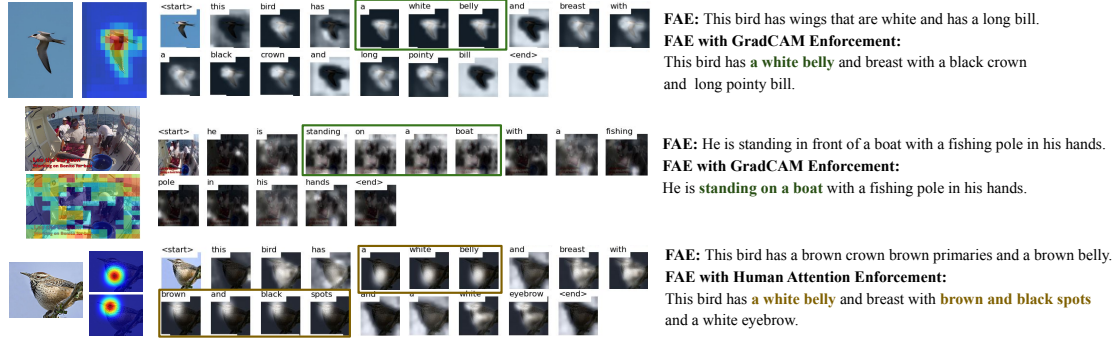 <start> this bird has a white belly and breast with
a black crown and long pointy bill <end>
FAE: This bird has wings that are white and has a long bill.
FAE with GradCAM Enforcement:
This bird has a white belly and breast with a black crown
and long pointy bill.
<start> he is standing on a boat with a fishing
pole in his hands <end>
FAE: He is standing in front of a boat with a fishing pole in his hands.
FAE with GradCAM Enforcement:
He is standing on a boat with a fishing pole in his hands.
<start> this bird has a white belly and breast with
brown and black spots and a white eyebrow <end>
FAE: This bird has a brown crown brown primaries and a brown belly.
FAE with Human Attention Enforcement:
This bird has a white belly and breast with brown and black spots
and a white eyebrow.